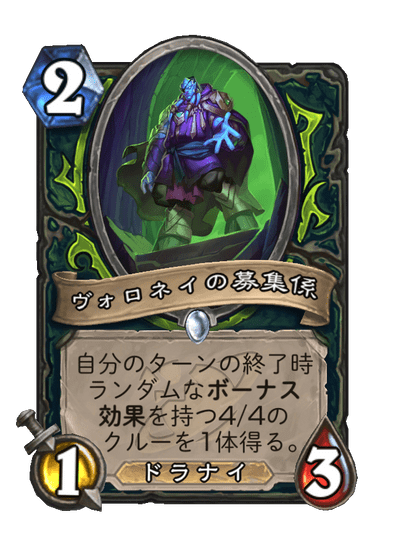 2
ヴォロネイの募集係
自分のターンの終了時
ランダムなボーナス
効果を持つ4/4の
クルーを1体得る。
1
ドラナイ
3